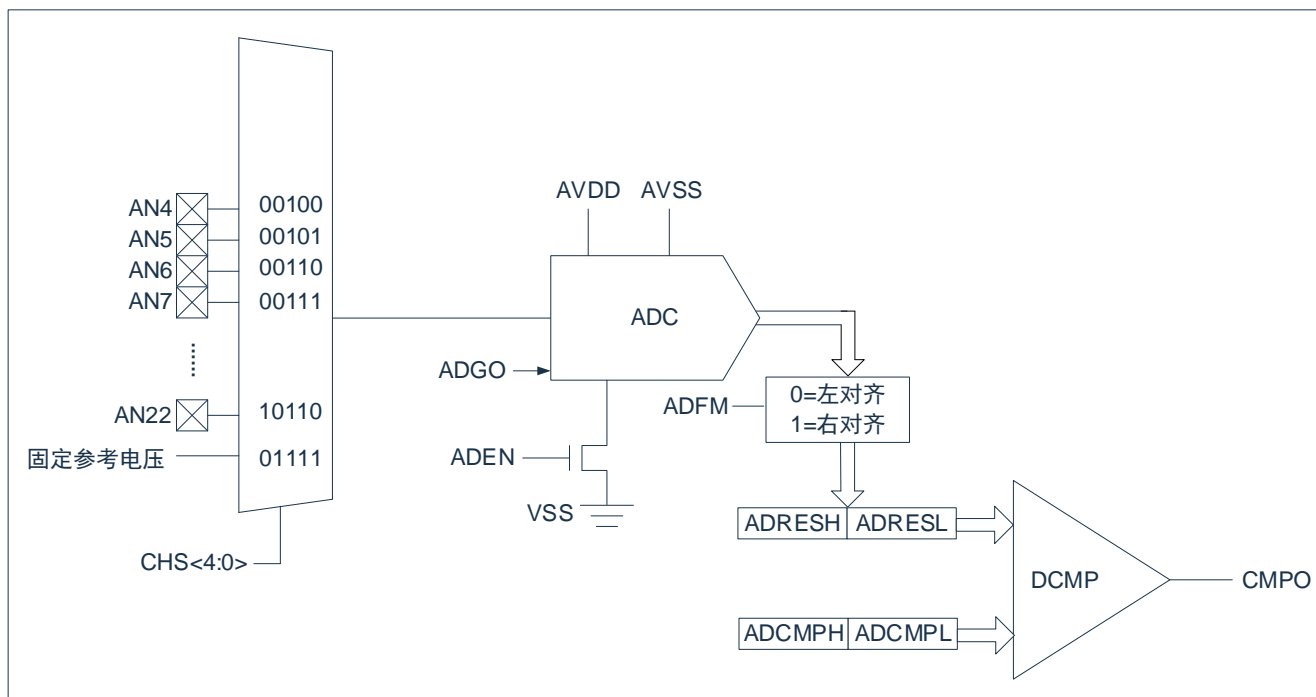 AN4
00100
AN5
00101
AN6
00110
AN7
00111
AN22
10110
固定参考电压
01111
CHS<4:0>
AVDD
AVSS
ADC
ADGO
ADEN
VSS
ADFM
0=左对齐
1=右对齐
ADRESH
ADRESL
ADCMPH
ADCMPL
DCMP
CMPO